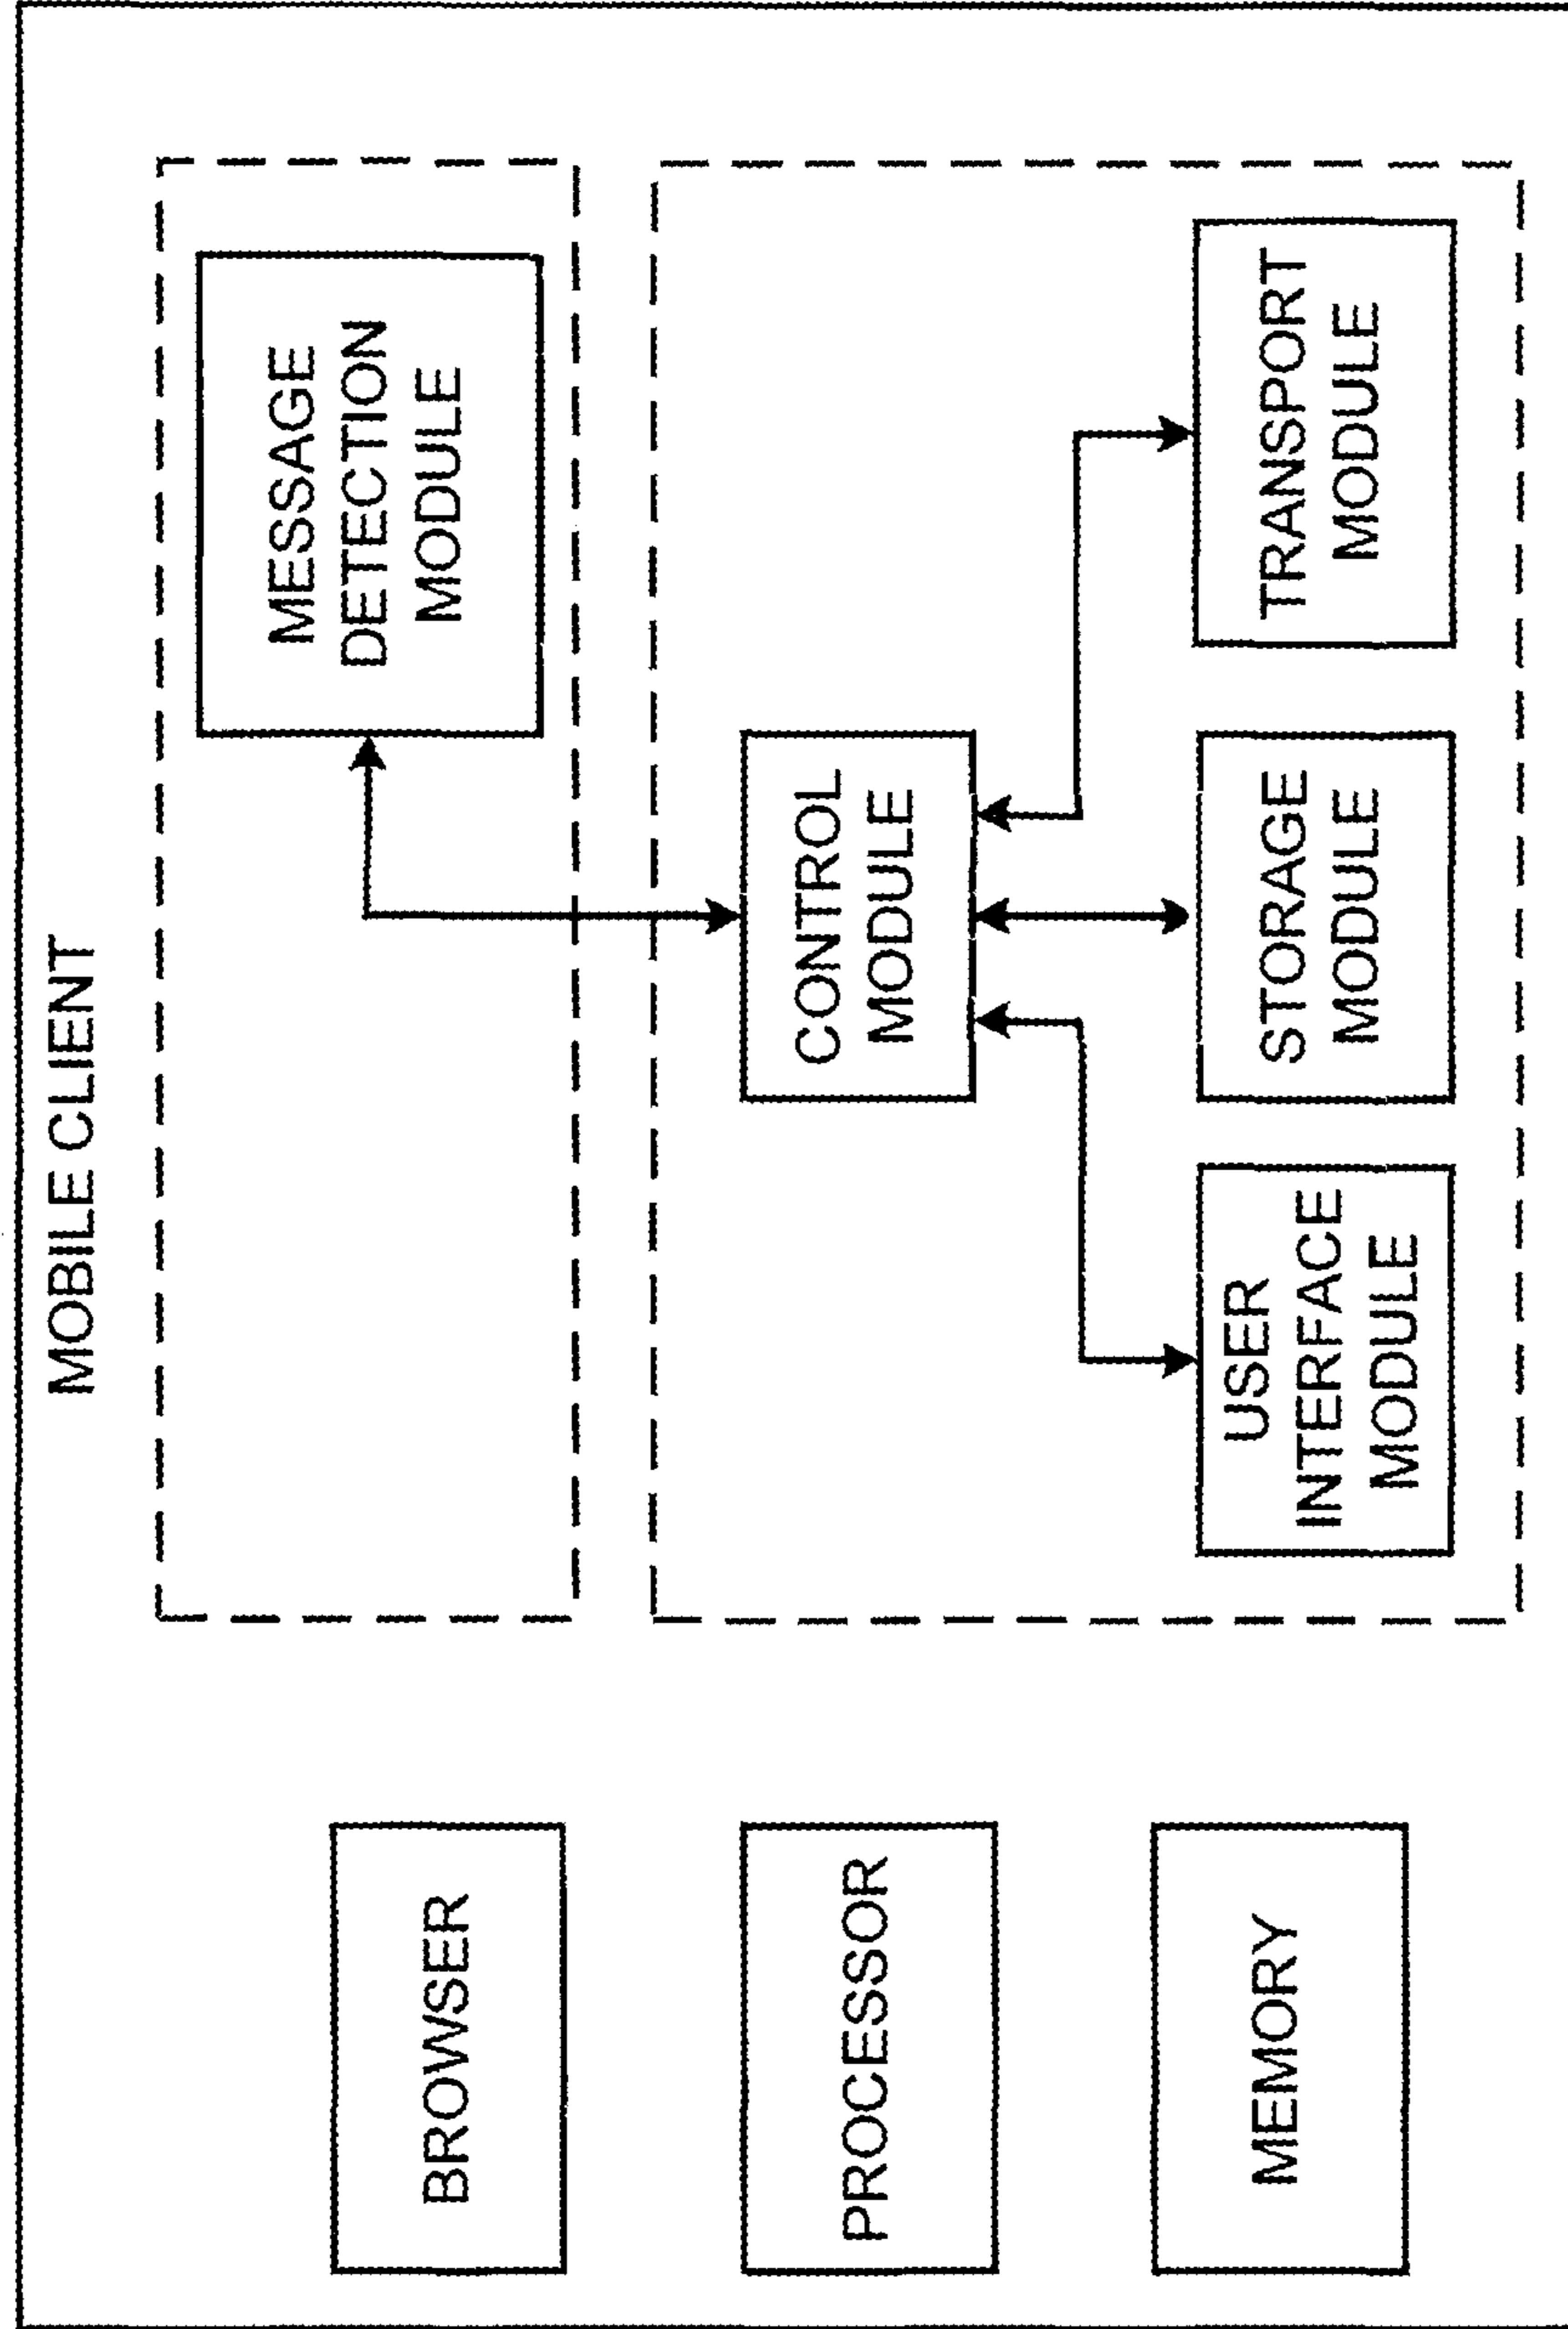 MOBILE CLIENT
BROWSER
PROCESSOR
MEMORY
MESSAGE
DETECTION
MODULE
CONTROL
MODULE
USER
INTERFACE
MODULE
STORAGE
MODULE
TRANSPORT
MODULE